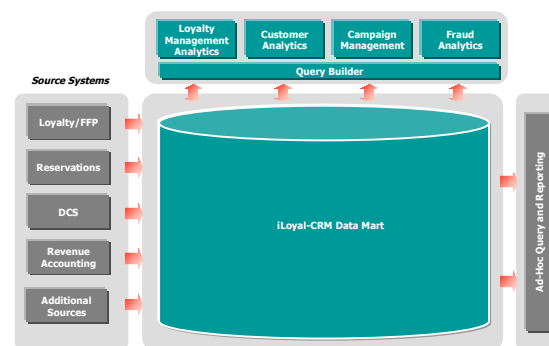 Loyalty
Management
Analytics
Customer
Analytics
Campaign
Management
Fraud
Analytics
Query Builder
Source Systems
Loyalty/FFP
Reservations
DCS
Revenue
Accounting
Additional
Sources
iLoyal-CRM Data Mart
Ad-Hoc Query and Reporting